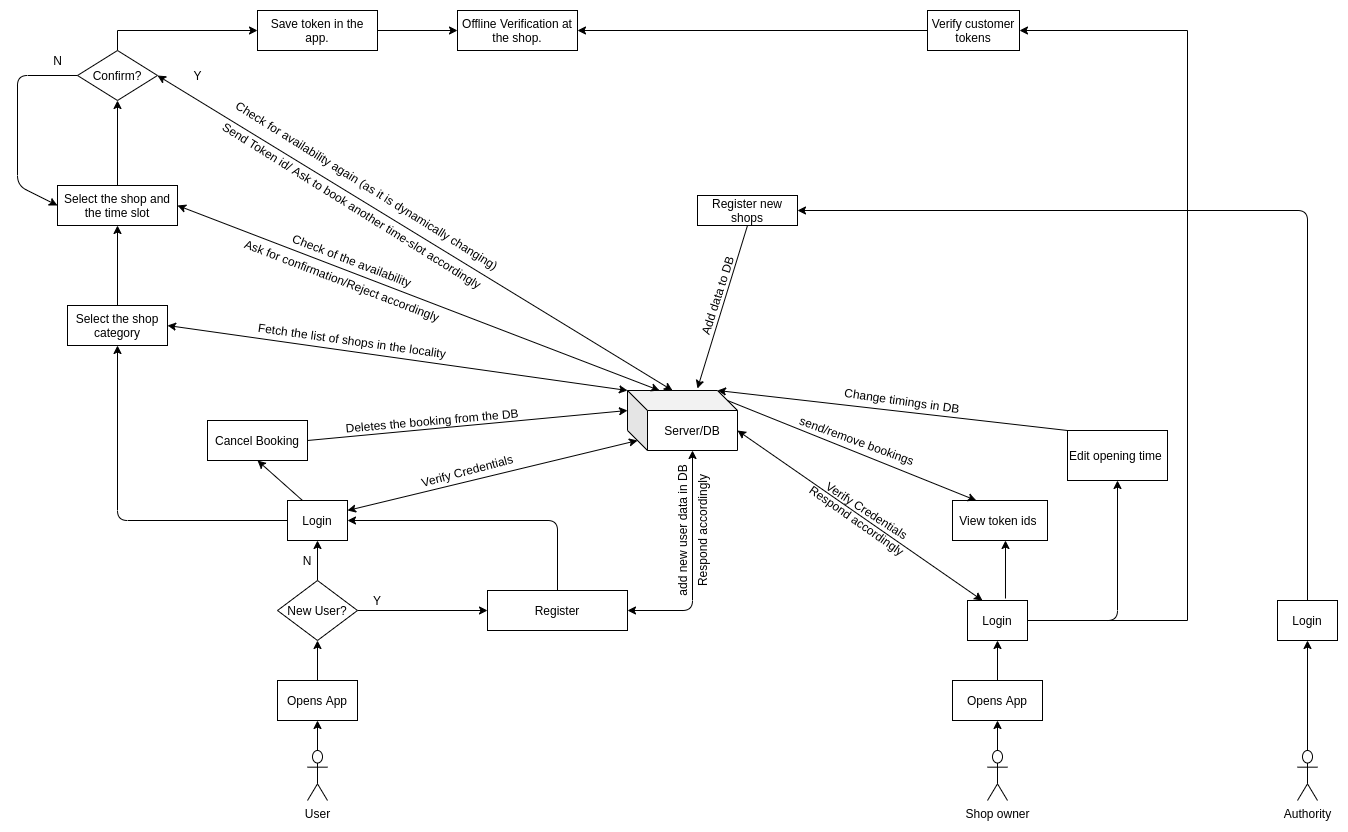 Save token in the
app.
Offline Verification at
the shop.
Verify customer
tokens
N
Confirm?
Y
Check for availability again (as it is dynamically changing)
Send Token id/ Ask to book another time-slot accordingly
Select the shop and
the time slot
Register new
shops
Check of the availability
Ask for confirmation/Reject accordingly
Add data to DB
Select the shop
category
Fetch the list of shops in the locality
Change timings in DB
Cancel Booking
Deletes the booking from the DB
Server/DB
send/remove bookings
Edit opening time
Verify Credentials
add new user data in DB
Respond accordingly
Verify Credentials
Respond accordingly
Login
View token ids
N
New User?
Y
Register
Login
Login
Opens App
Opens App
User
Shop owner
Authority